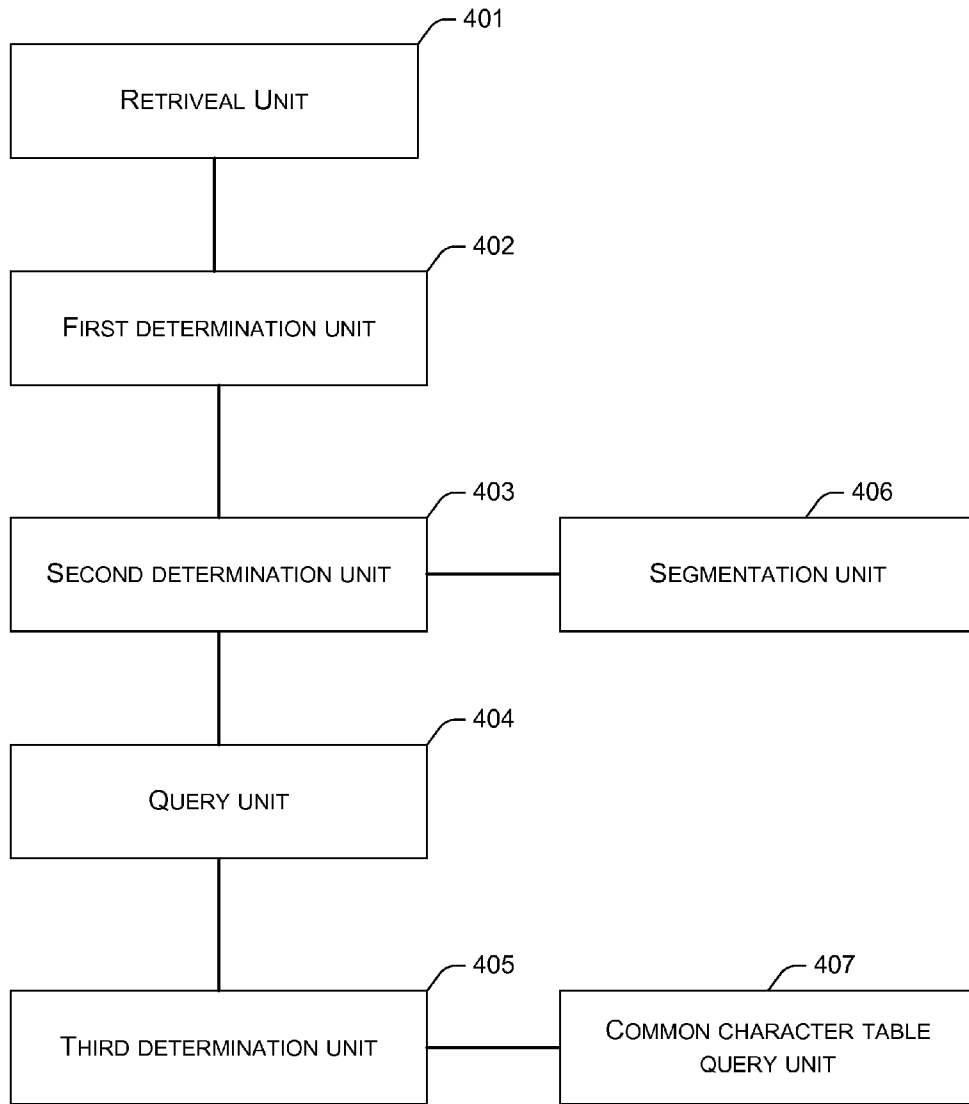 401
RETRIVEAL UNIT
402
FIRST DETERMINATION UNIT
403
406
SECOND DETERMINATION UNIT
SEGMENTATION UNIT
404
QUERY UNIT
405
407
THIRD DETERMINATION UNIT
COMMON CHARACTER TABLE
QUERY UNIT